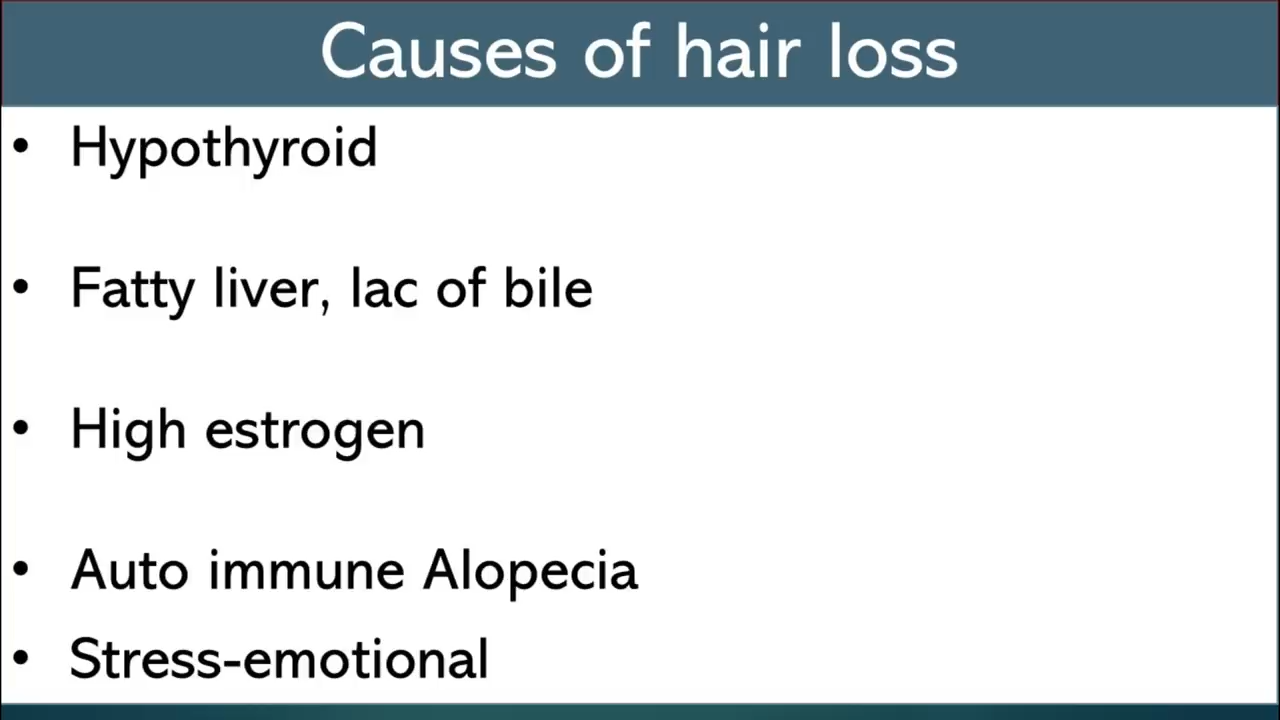 Causes of hair loss
• Hypothyroid
• Fatty liver, lac of bile
• High estrogen
• Auto immune Alopecia
• Stress-emotional